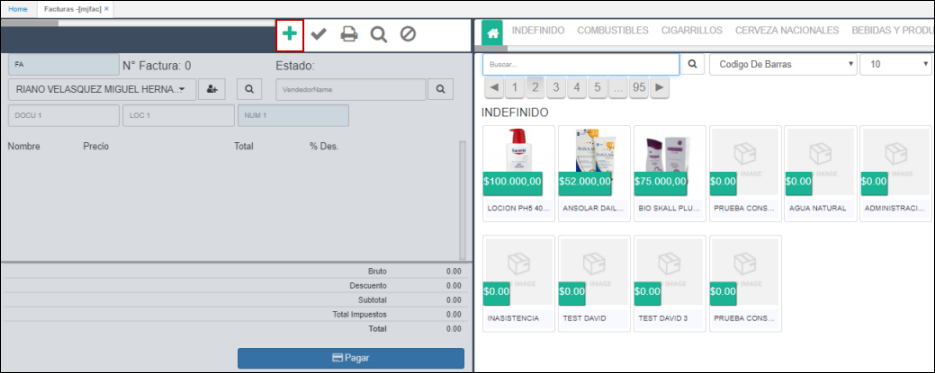 Home
Facturas -[mjfac] ×
FA
N° Factura: 0
Estado:
RIANO VELASQUEZ MIGUEL HERNA...
VendedorName
DOCU 1
LOC 1
NUM 1
Nombre Precio Total % Des.
Bruto 0.00
Descuento 0.00
Subtotal 0.00
Total Impuestos 0.00
Total 0.00
Pagar
INDEFINIDO COMBUSTIBLES CIGARRILLOS CERVEZA NACIONALES BEBIDAS Y PRODU
Buscar...
Codigo De Barras
10
◀ 1 2 3 4 5 ... 95 ▶
INDEFINIDO
$100.000,00 $52.000,00 $75.000,00 $0.00 $0.00 $0.00
LOCION PH5 40... ANSOLAR DAIL... BIO SKALL PLU... PRUEBA CONS... AGUA NATURAL ADMINISTRACI...
$0.00 $0.00 $0.00 $0.00
INASISTENCIA TEST DAVID TEST DAVID 3 PRUEBA CONS...